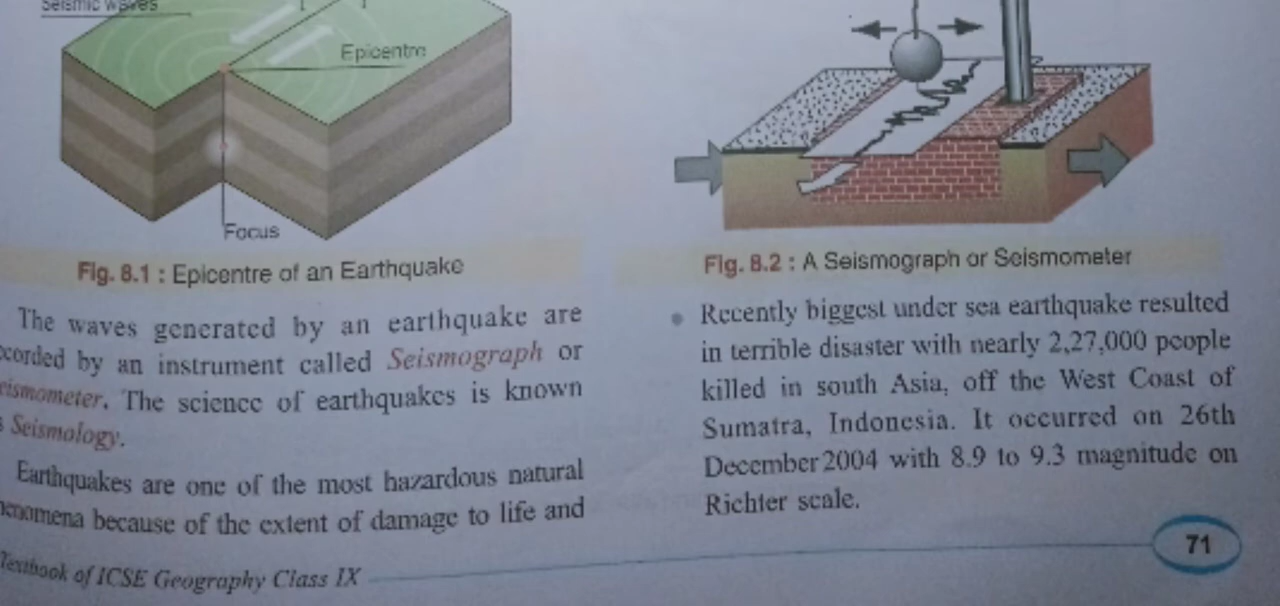 Seismic waves
Epicentre
Focus
Fig. 8.1 : Epicentre of an Earthquake
The waves generated by an earthquake are
corded by an instrument called Seismograph or
eismometer. The science of earthquakes is known
Seismology.
Earthquakes are one of the most hazardous natural
enomena because of the extent of damage to life and
Fig. 8.2 : A Seismograph or Seismometer
• Recently biggest under sea earthquake resulted
in terrible disaster with nearly 2,27,000 people
killed in south Asia, off the West Coast of
Sumatra, Indonesia. It occurred on 26th
December 2004 with 8.9 to 9.3 magnitude on
Richter scale.
Textbook of ICSE Geography Class IX
71